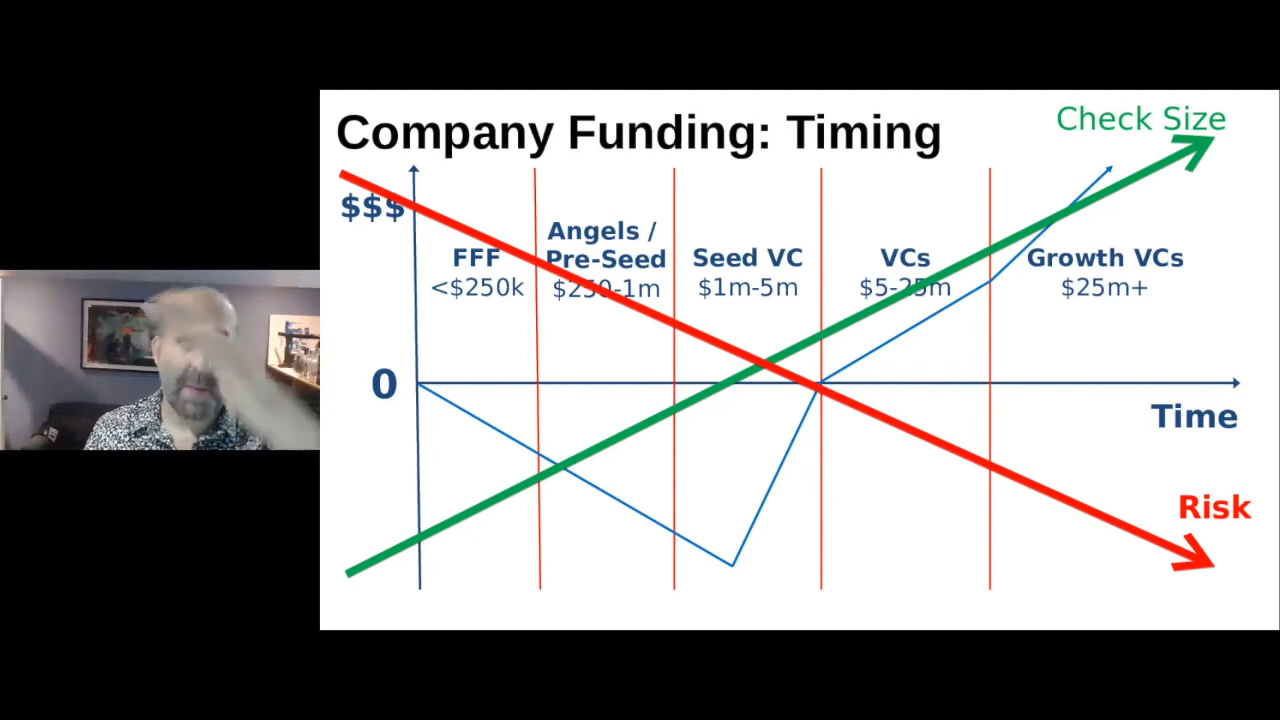 Company Funding: Timing
Check Size
$$$
FFF
<$250k
Angels /
Pre-Seed
$250-1m
Seed VC
$1m-5m
VCs
$5-25m
Growth VCs
$25m+
0
Time
Risk